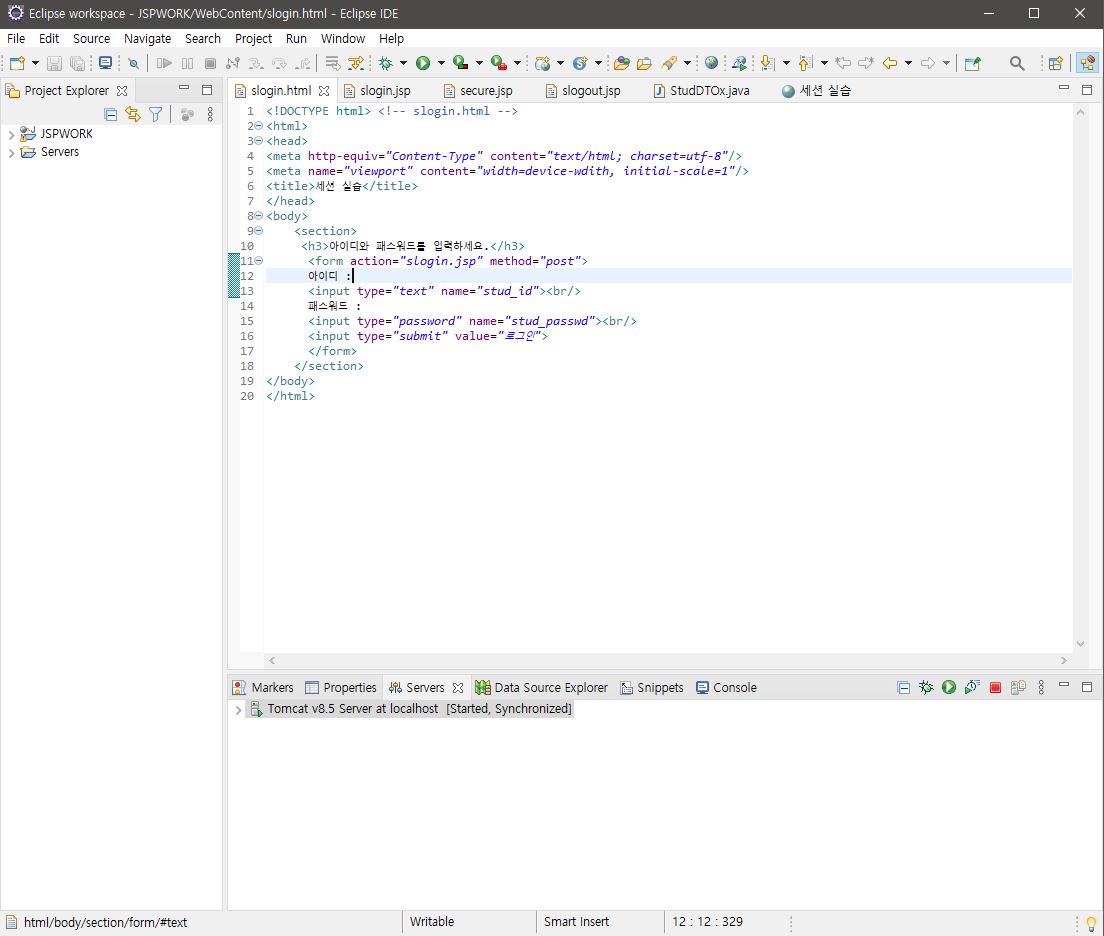 Eclipse workspace - JSPWORK/WebContent/slogin.html - Eclipse IDE
File Edit Source Navigate Search Project Run Window Help
Project Explorer
JSPWORK
Servers
slogin.html slogin.jsp secure.jsp slogout.jsp StudDTOx.java 세션 실습
1 <!DOCTYPE html> <!-- slogin.html -->
2 <html>
3 <head>
4 <meta http-equiv="Content-Type" content="text/html; charset=utf-8"/>
5 <meta name="viewport" content="width=device-wdith, initial-scale=1"/>
6 <title>세션 실습</title>
7 </head>
8 <body>
9 <section>
10 <h3>아이디와 패스워드를 입력하세요.</h3>
11 <form action="slogin.jsp" method="post">
12 아이디 :
13 <input type="text" name="stud_id"><br/>
14 패스워드 :
15 <input type="password" name="stud_passwd"><br/>
16 <input type="submit" value="로그인">
17 </form>
18 </section>
19 </body>
20 </html>
Markers Properties Servers Data Source Explorer Snippets Console
Tomcat v8.5 Server at localhost [Started, Synchronized]
html/body/section/form/#text Writable Smart Insert 12 : 12 : 329